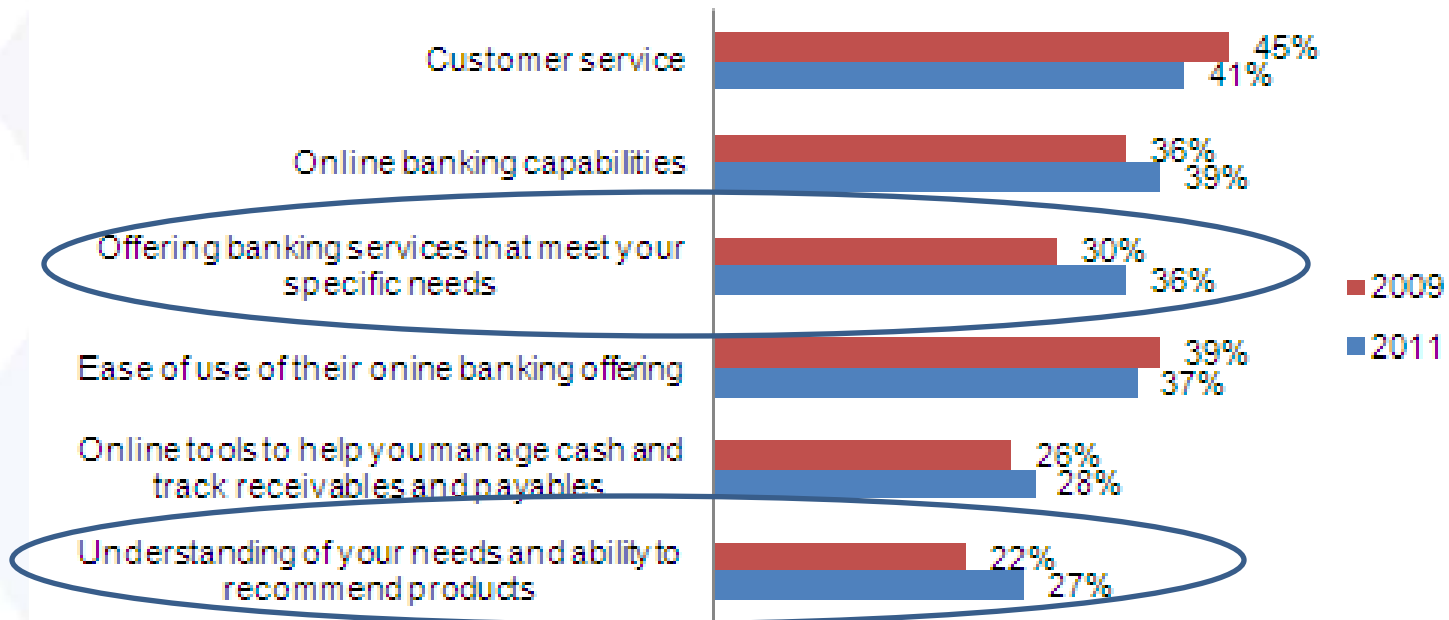 Customer service
45%
41%
Online banking capabilities
36%
39%
Offering banking services that meet your
specific needs
30%
36%
Ease of use of their onine banking offering
39%
37%
Online tools to help you manage cash and
track receivables and payables
26%
28%
Understanding of your needs and ability to
recommend products
22%
27%
2009
2011